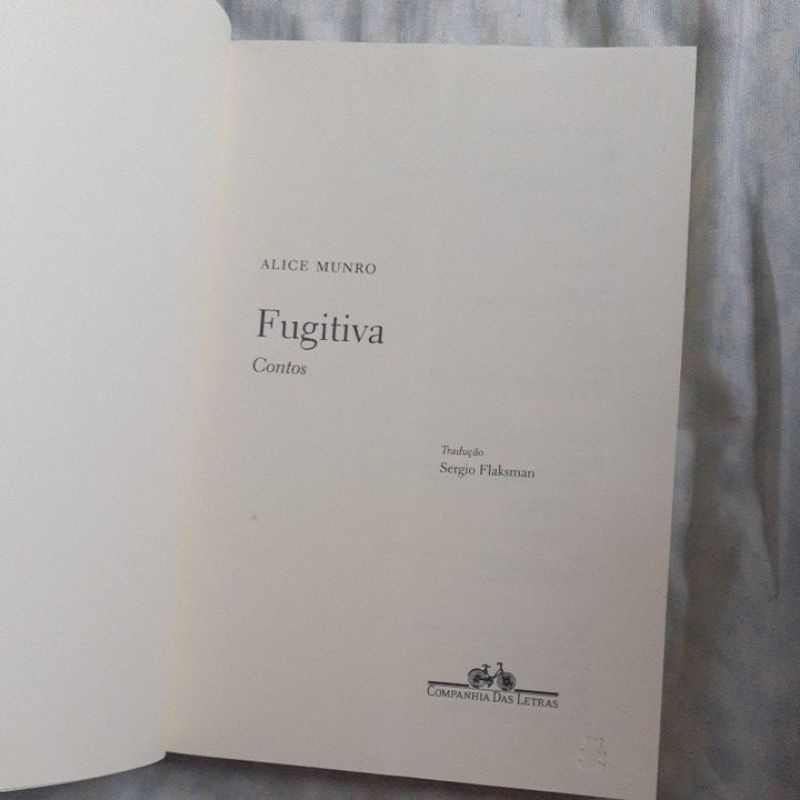 ALICE MUNRO
Fugitiva
Contos
Tradução
Sergio Flaksman
COMPANHIA DAS LETRAS